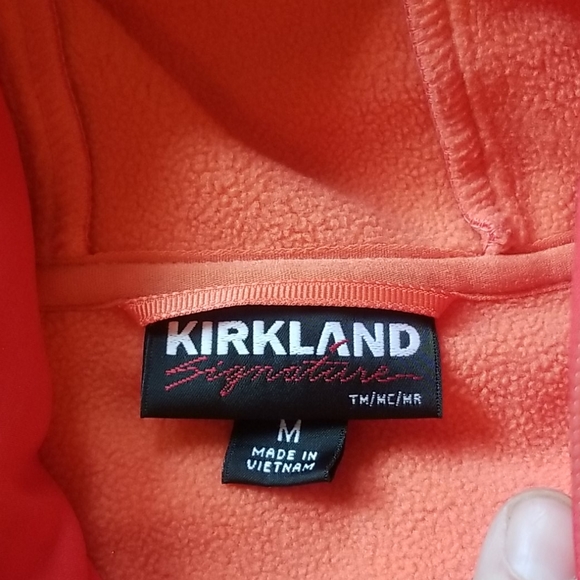 KIRKLAND
Signature
TM/MC/MR
M
MADE IN
VIETNAM